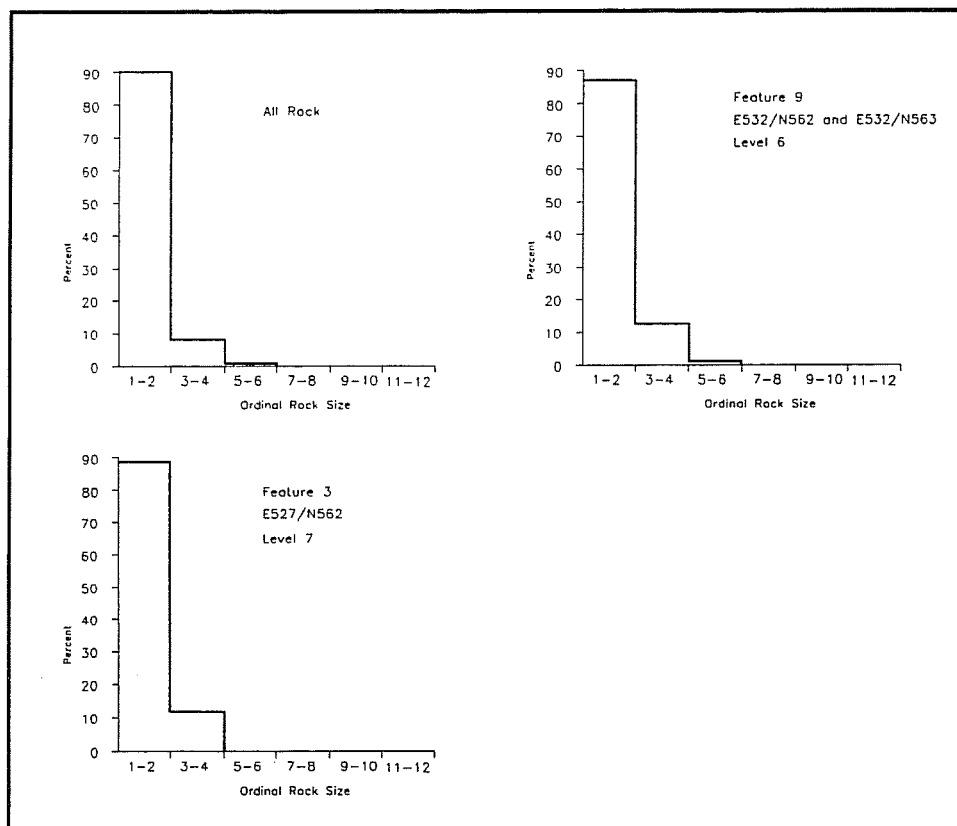 90
80
70
60
50
40
30
20
10
0
Percent
All Rock
1-2 3-4 5-6 7-8 9-10 11-12
Ordinal Rock Size
90
80
70
60
50
40
30
20
10
0
Percent
Feature 9
E532/N562 and E532/N563
Level 6
1-2 3-4 5-6 7-8 9-10 11-12
Ordinal Rock Size
90
80
70
60
50
40
30
20
10
0
Percent
Feature 3
E527/N562
Level 7
1-2 3-4 5-6 7-8 9-10 11-12
Ordinal Rock Size